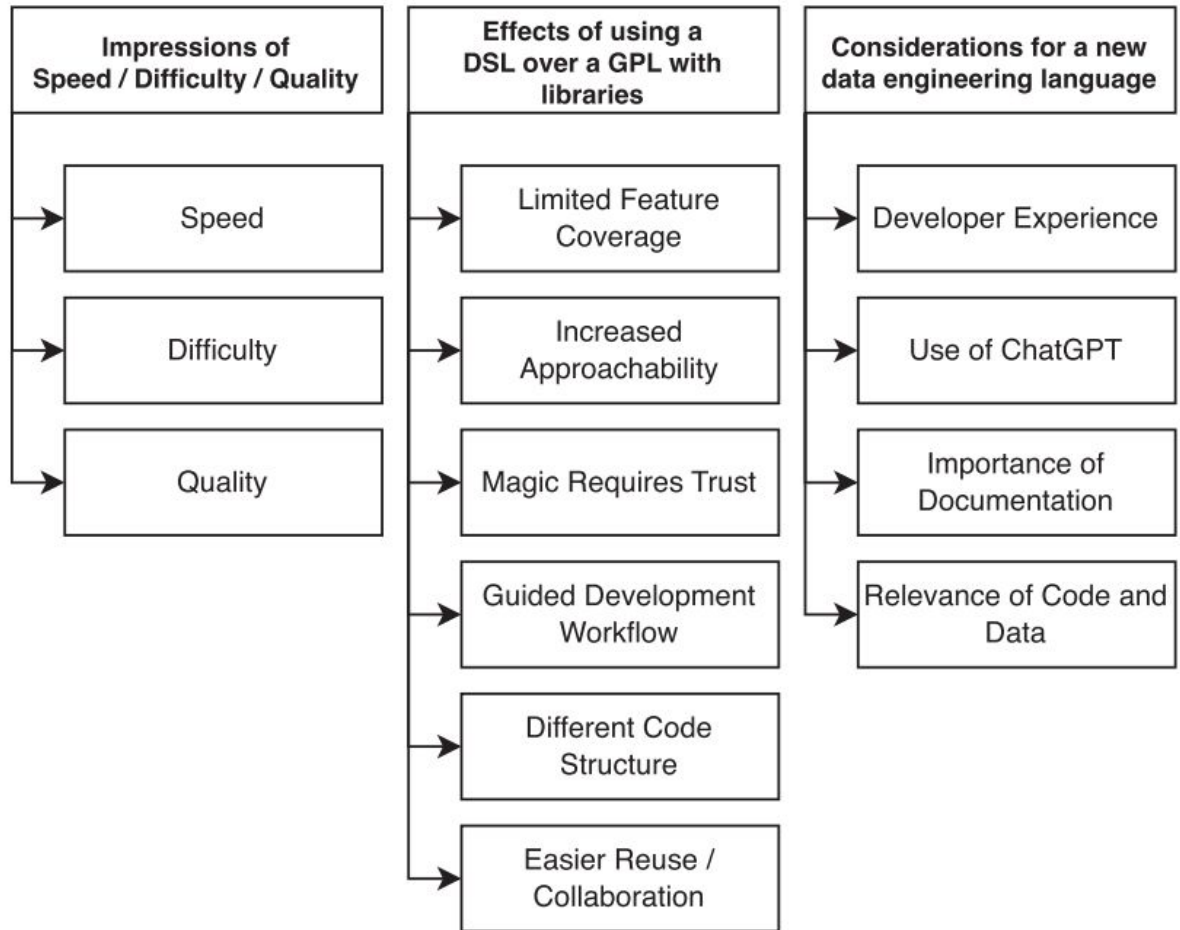 Impressions of
Speed / Difficulty / Quality
Speed
Difficulty
Quality
Effects of using a
DSL over a GPL with
libraries
Limited Feature
Coverage
Increased
Approachability
Magic Requires Trust
Guided Development
Workflow
Different Code
Structure
Easier Reuse /
Collaboration
Considerations for a new
data engineering language
Developer Experience
Use of ChatGPT
Importance of
Documentation
Relevance of Code and
Data